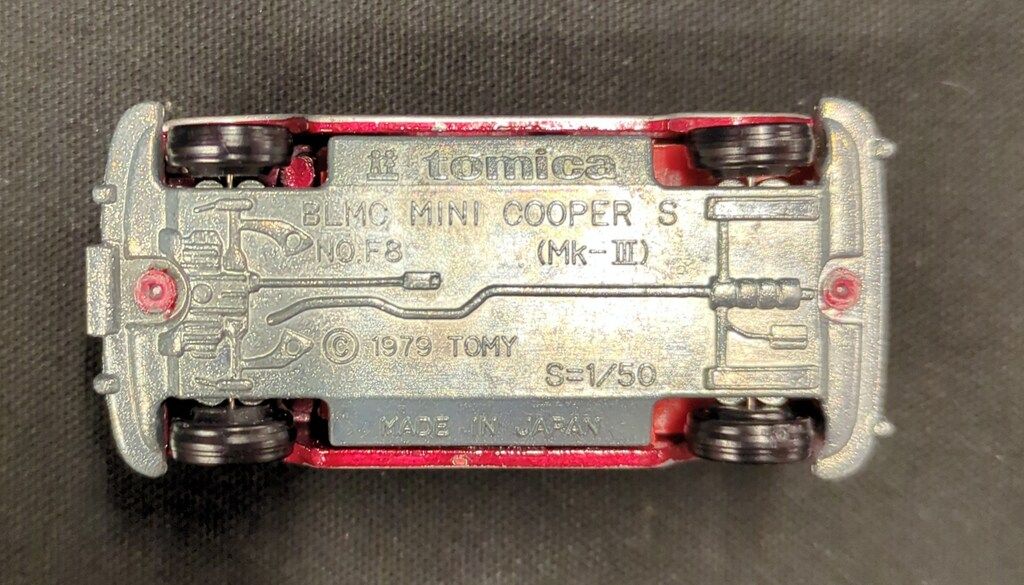 tomica
BLMC MINI COOPER S
NO.F8 (Mk-III)
© 1979 TOMY
S=1/50
MADE IN JAPAN